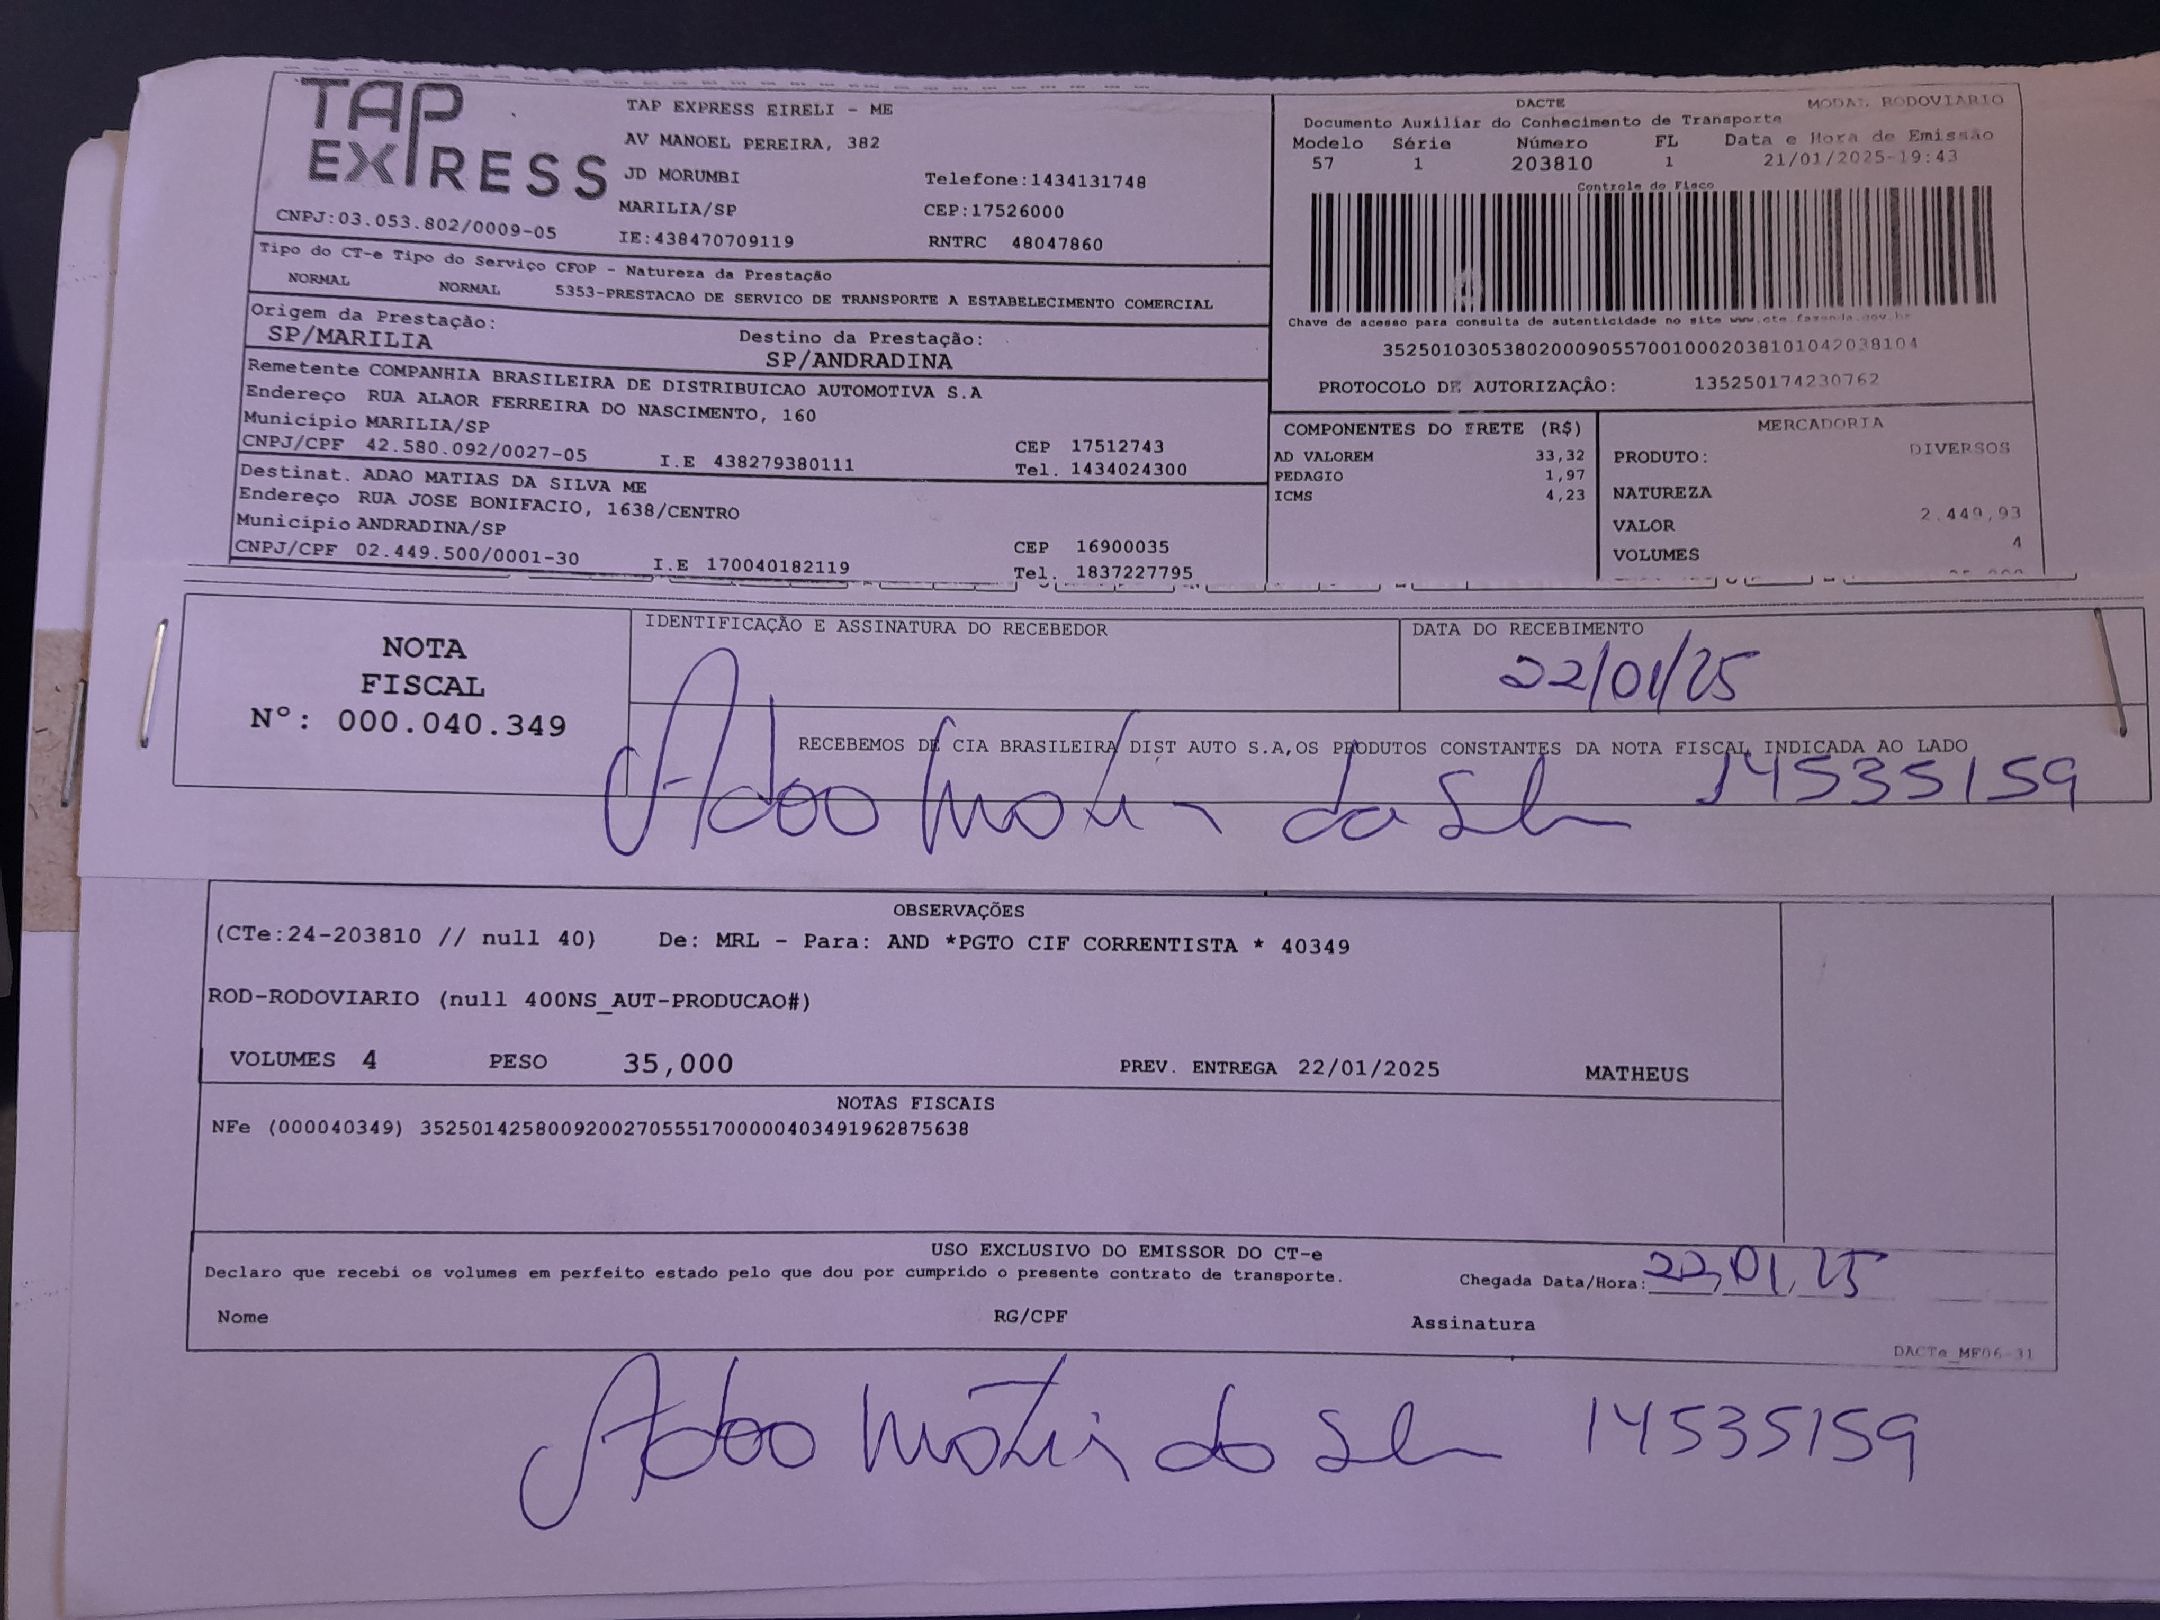 TAP EXPRESS
TAP EXPRESS EIRELI - ME
AV MANOEL PEREIRA, 382
JD MORUMBI Telefone:1434131748
MARILIA/SP CEP:17526000
CNPJ:03.053.802/0009-05 IE:438470709119 RNTRC 48047860
Tipo do CT-e Tipo do Serviço CFOP - Natureza da Prestação
NORMAL NORMAL 5353-PRESTACAO DE SERVICO DE TRANSPORTE A ESTABELECIMENTO COMERCIAL
Origem da Prestação: Destino da Prestação:
SP/MARILIA SP/ANDRADINA
Remetente COMPANHIA BRASILEIRA DE DISTRIBUICAO AUTOMOTIVA S.A
Endereço RUA ALAOR FERREIRA DO NASCIMENTO, 160
Município MARILIA/SP CEP 17512743
CNPJ/CPF 42.580.092/0027-05 I.E 438279380111 Tel. 1434024300
Destinat. ADAO MATIAS DA SILVA ME
Endereço RUA JOSE BONIFACIO, 1638/CENTRO
Município ANDRADINA/SP CEP 16900035
CNPJ/CPF 02.449.500/0001-30 I.E 170040182119 Tel. 1837227795
DACTE MODAL RODOVIARIO
Documento Auxiliar do Conhecimento de Transporte
Modelo Série Número FL Data e Hora de Emissão
57 1 203810 1 21/01/2025-19:43
Controle do Fisco
Chave de acesso para consulta de autenticidade no site www.cte.fazenda.gov.br
35250103053802000905570010002038101042038104
PROTOCOLO DE AUTORIZAÇÃO: 135250174230762
COMPONENTES DO FRETE (R$)
AD VALOREM 33,32
PEDAGIO 1,97
ICMS 4,23
MERCADORIA
PRODUTO: DIVERSOS
NATUREZA
VALOR 2.449,93
VOLUMES 4
NOTA
FISCAL
Nº: 000.040.349
IDENTIFICAÇÃO E ASSINATURA DO RECEBEDOR
DATA DO RECEBIMENTO
22/01/25
RECEBEMOS DE CIA BRASILEIRA DIST AUTO S.A,OS PRODUTOS CONSTANTES DA NOTA FISCAL INDICADA AO LADO
Adao Matias da Silva 14535159
OBSERVAÇÕES
(CTe:24-203810 // null 40) De: MRL - Para: AND *PGTO CIF CORRENTISTA * 40349
ROD-RODOVIARIO (null 400NS_AUT-PRODUCAO#)
VOLUMES 4 PESO 35,000 PREV. ENTREGA 22/01/2025 MATHEUS
NOTAS FISCAIS
NFe (000040349) 35250142580092002705551700000403491962875638
USO EXCLUSIVO DO EMISSOR DO CT-e
Declaro que recebi os volumes em perfeito estado pelo que dou por cumprido o presente contrato de transporte.
Chegada Data/Hora: 22/01/25
Nome RG/CPF Assinatura
DACTe_MF06-31
Adao Matias da Silva 14535159